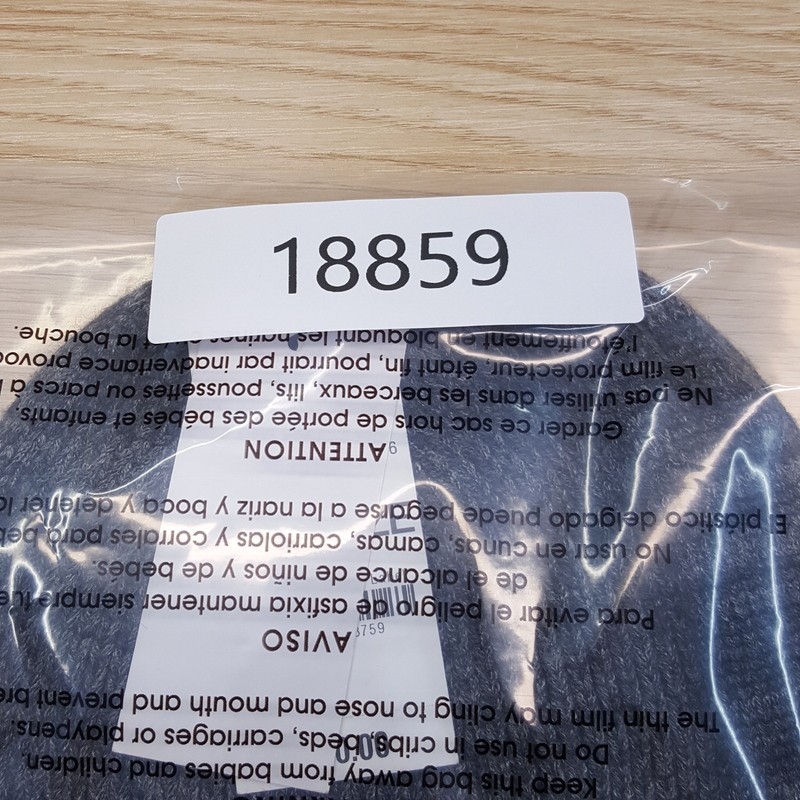 18859
Keep this bag away from babies and children.
Do not use in cribs, beds, carriages or playpens.
The thin film may cling to nose and mouth and prevent
AVISO
Para evitar el peligro de asfixia mantener siempre
de el alcance de niños y de bebés.
No usar en cunas, camas, carriolas y corrales para
El plástico delgado puede pegarse a la nariz y boca y detener
ATTENTION
Garder ce sac hors de portée des bébés et enfants.
Ne pas utiliser dans les berceaux, lits, poussettes ou parcs à
Le film protecteur, étant fin, pourrait par inadvertance
l'étouffement en bloquant les narines et la bouche.
3759